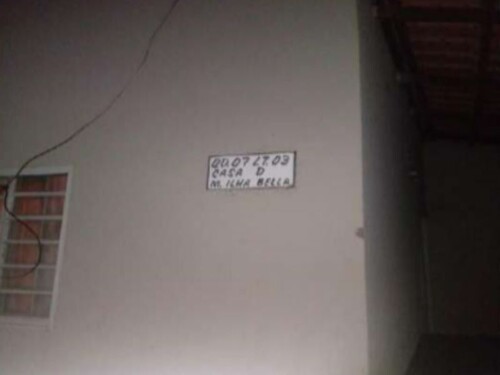 QD.07 LT.03
CASA D
M. ILHA BELLA